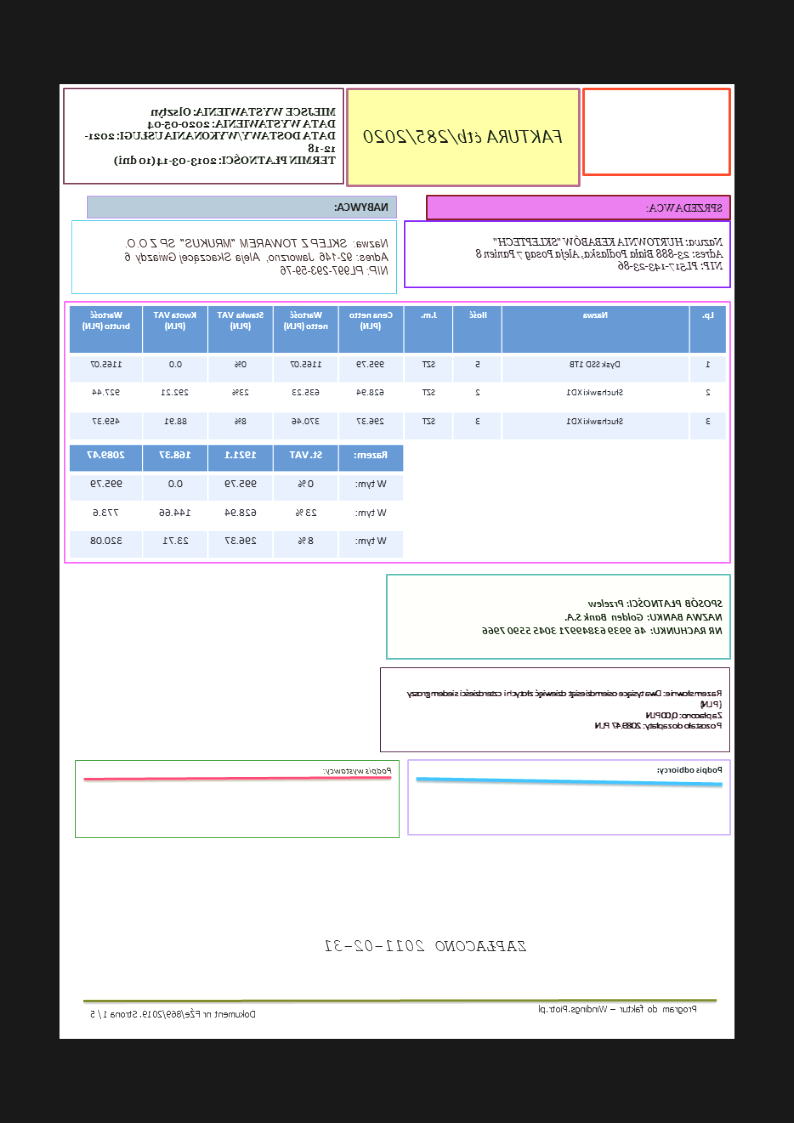 FAKTURA ćtb/285/2020
MIEJSCE WYSTAWIENIA: Olsztyn
DATA WYSTAWIENIA: 2020-05-04
DATA DOSTAWY/WYKONANIA USŁUGI: 2021-
12-18
TERMIN PŁATNOŚCI: 2013-03-14 (10 dni)
SPRZEDAWCA:
Nazwa: HURTOWNIA KEBABÓW "SKLEPTECH"
Adres: 23-888 Biała Podlaska, Aleja Posąg 7 Panien 8
NIP: PL517-143-23-86
NABYWCA:
Nazwa: SKLEP Z TOWAREM "MRUKUS" SP Z O.O.
Adres: 92-146 Jaworzno, Aleja Skaczącej Gwiazdy 6
NIP: PL997-293-59-76
Lp. Nazwa Ilość J.m. Cena netto (PLN) Wartość netto (PLN) Stawka VAT (PLN) Kwota VAT (PLN) Wartość brutto (PLN)
1 Dysk SSD 1TB 5 SZT 995.79 1165.07 0% 0.0 1165.07
2 Słuchawki XD1 2 SZT 628.94 635.23 23% 292.21 927.44
3 Słuchawki XD1 3 SZT 296.37 370.46 8% 88.91 459.37
Razem: St. VAT 1921.1 168.37 2089.47
W tym: 0 % 995.79 0.0 995.79
W tym: 23 % 628.94 144.66 773.6
W tym: 8 % 296.37 23.71 320.08
SPOSÓB PŁATNOŚCI: Przelew
NAZWA BANKU: Golden Bank S.A.
NR RACHUNKU: 46 9939 6384 9971 3045 5590 7966
Razem słownie: Dwa tysiące osiemdziesiąt dziewięć złotych i czterdzieści siedem groszy
(PLN)
Zapłacono: 0,00 PLN
Pozostało do zapłaty: 2089.47 PLN
Podpis odbiorcy:
Podpis wystawcy:
ZAPŁACONO 2011-02-31
Program do faktur – Windings.Piotr.pl
Dokument nr FZe/869/2019. Strona 1 / 5